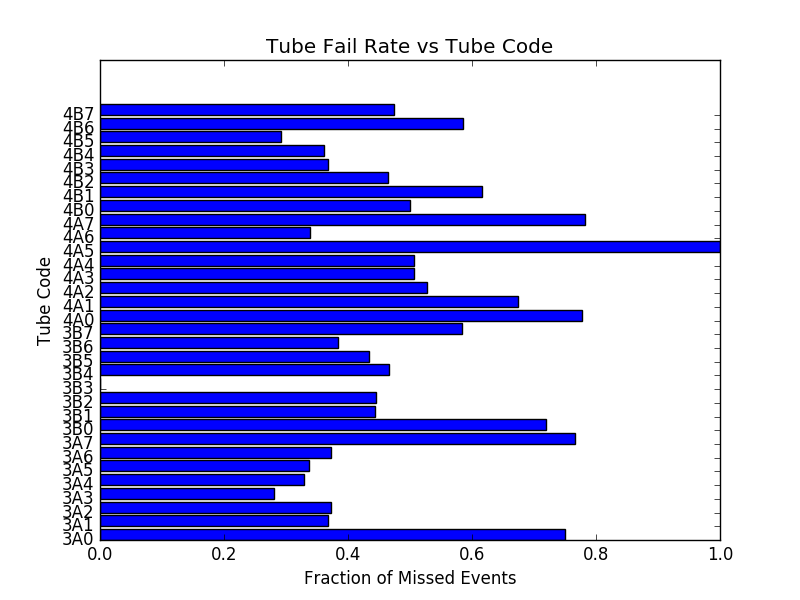 Tube Fail Rate vs Tube Code
4B7
4B6
4B5
4B4
4B3
4B2
4B1
4B0
4A7
4A6
4A5
4A4
4A3
4A2
4A1
4A0
3B7
3B6
3B5
3B4
3B3
3B2
3B1
3B0
3A7
3A6
3A5
3A4
3A3
3A2
3A1
3A0
Tube Code
0.0 0.2 0.4 0.6 0.8 1.0
Fraction of Missed Events